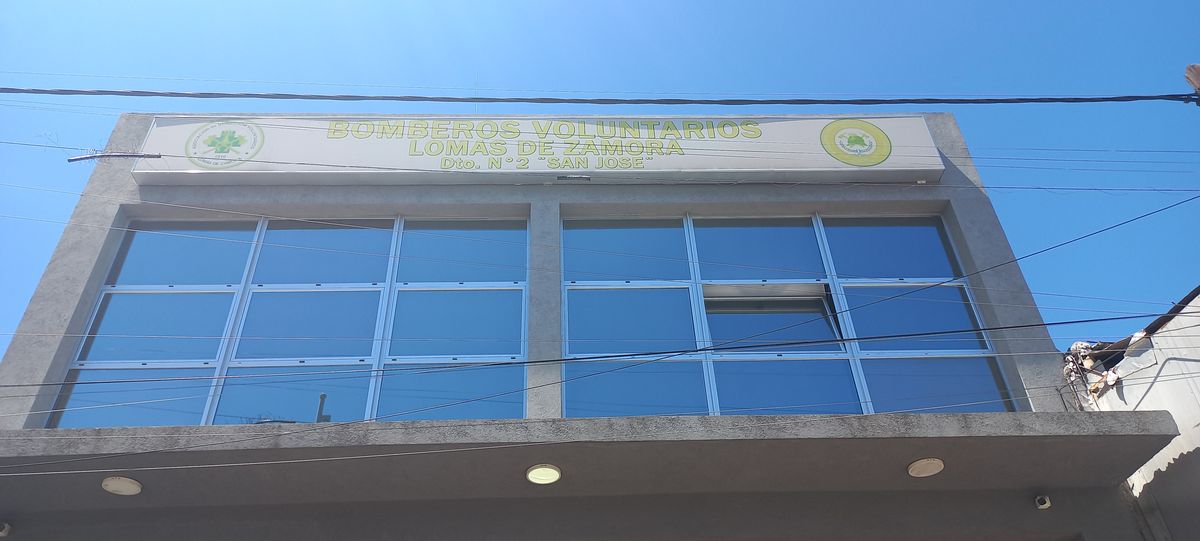 BOMBEROS VOLUNTARIOS
LOMAS DE ZAMORA
Dto. N°2 "SAN JOSE"